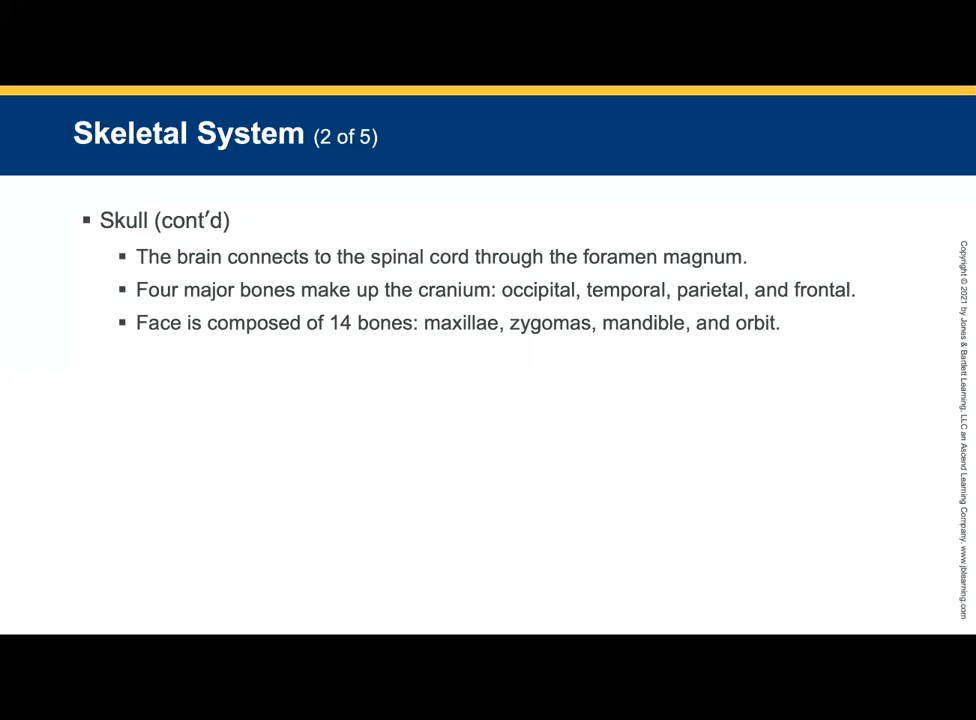 Skeletal System (2 of 5)
▪ Skull (cont′d)
▪ The brain connects to the spinal cord through the foramen magnum.
▪ Four major bones make up the cranium: occipital, temporal, parietal, and frontal.
▪ Face is composed of 14 bones: maxillae, zygomas, mandible, and orbit.
Copyright © 2021 by Jones & Bartlett Learning, LLC an Ascend Learning Company. www.jblearning.com